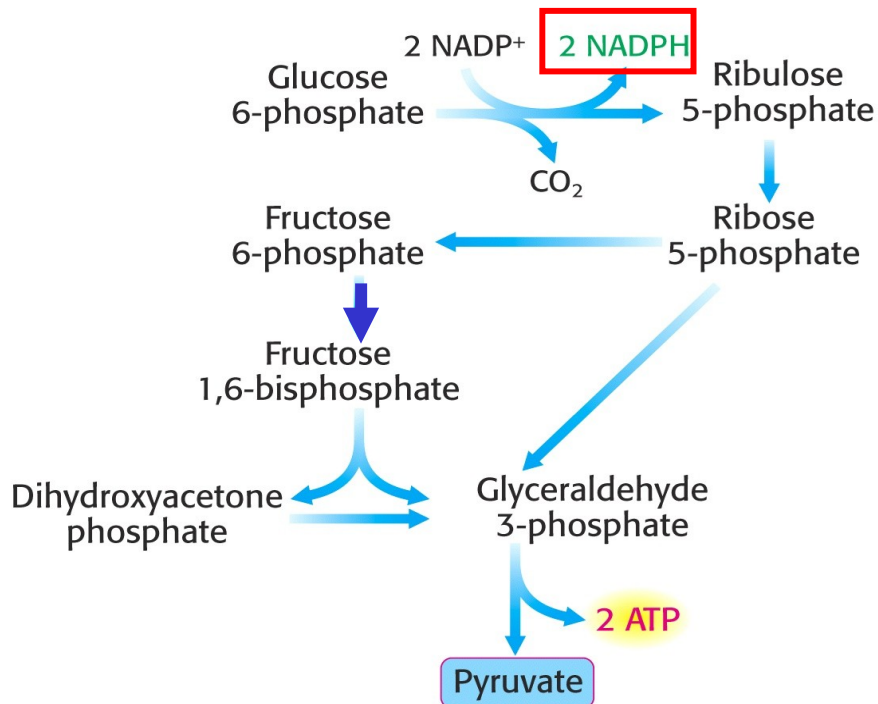 2 NADP⁺
2 NADPH
Glucose
6-phosphate
Ribulose
5-phosphate
CO₂
Fructose
6-phosphate
Ribose
5-phosphate
Fructose
1,6-bisphosphate
Dihydroxyacetone
phosphate
Glyceraldehyde
3-phosphate
2 ATP
Pyruvate